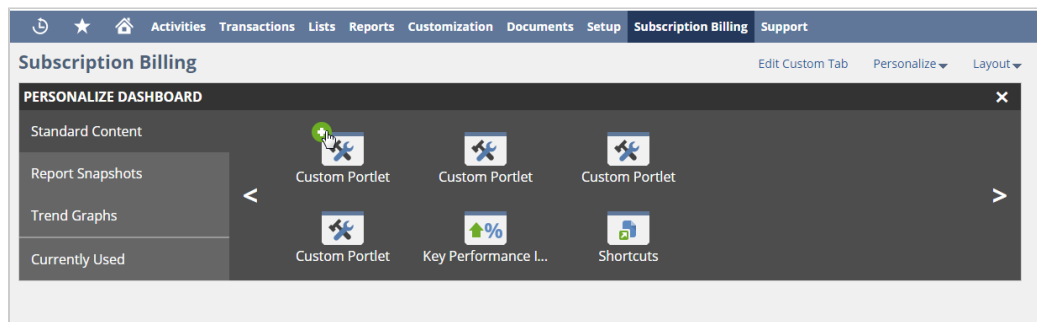 Activities Transactions Lists Reports Customization Documents Setup Subscription Billing Support
Subscription Billing
Edit Custom Tab Personalize Layout
PERSONALIZE DASHBOARD
Standard Content
Report Snapshots
Trend Graphs
Currently Used
Custom Portlet Custom Portlet Custom Portlet
Custom Portlet Key Performance I... Shortcuts